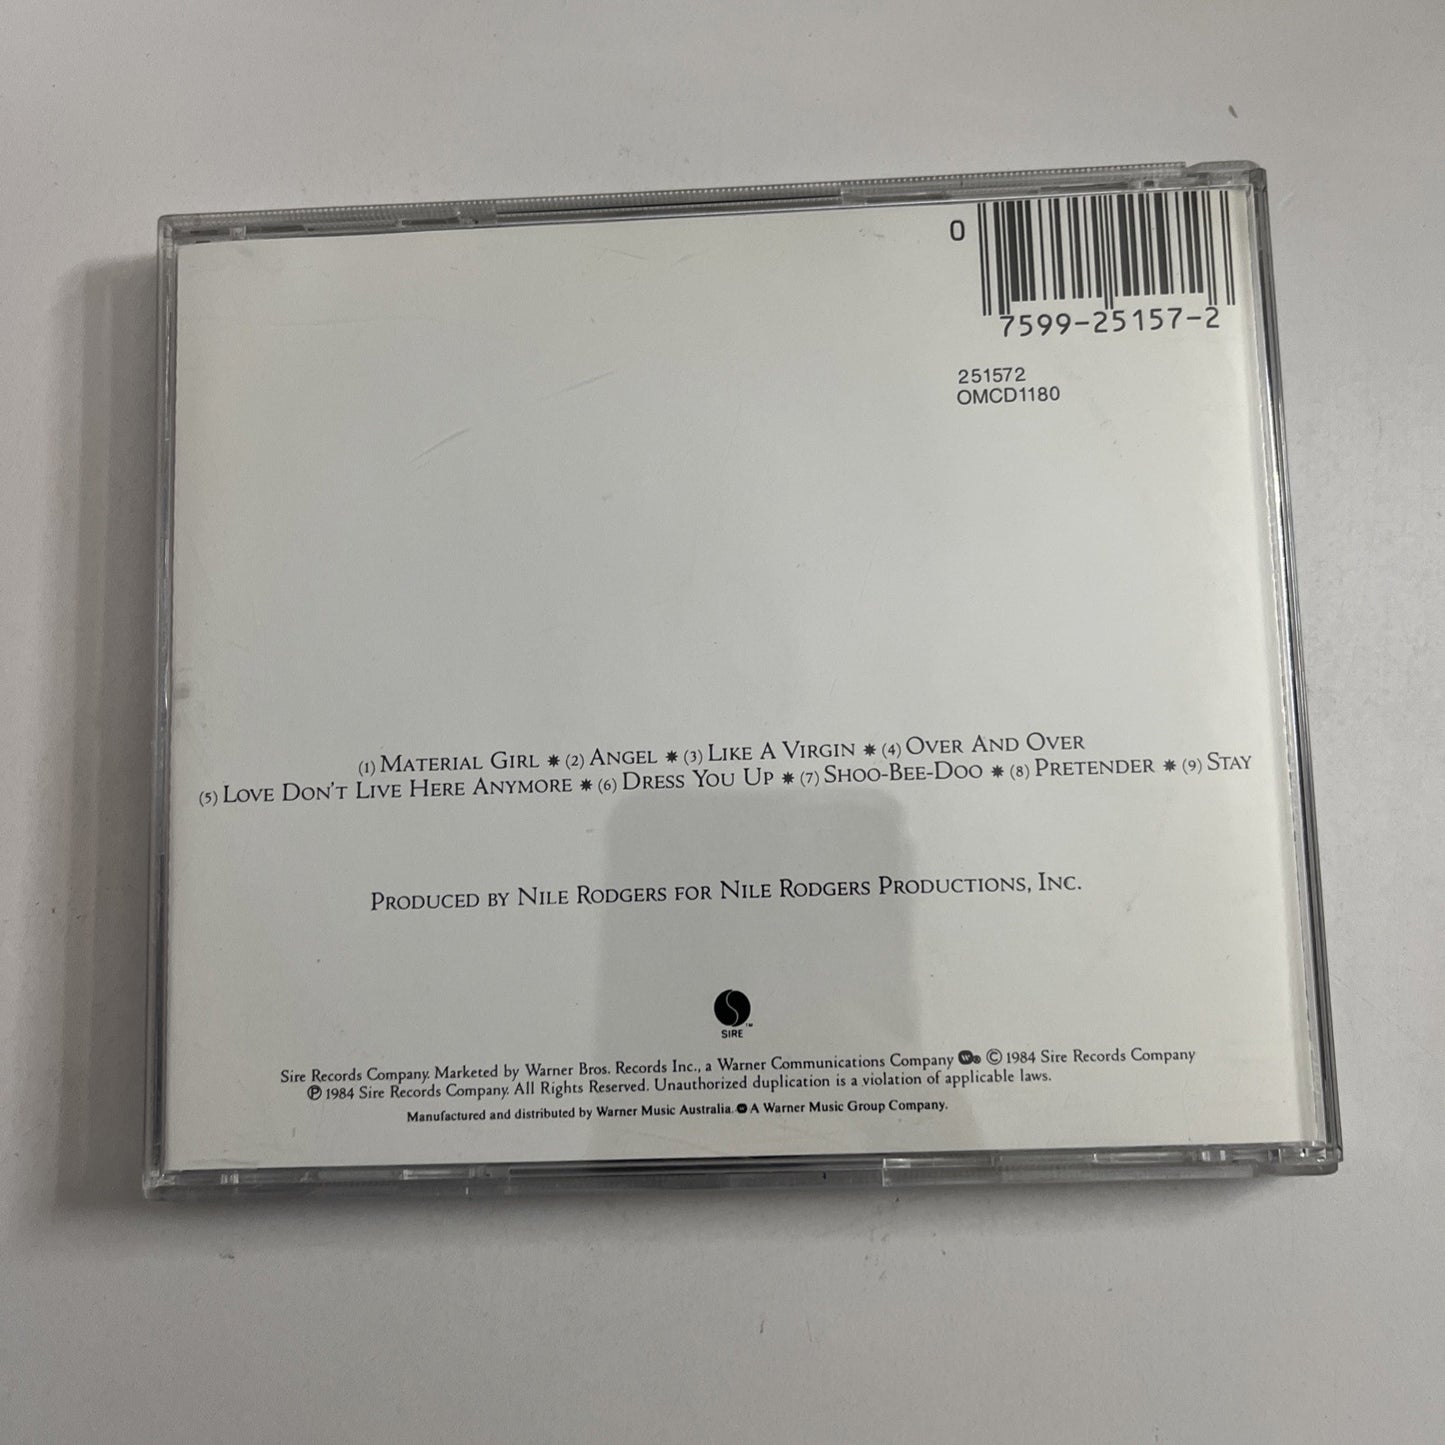 0
7599-25157-2
251572
OMCD1180
(1) MATERIAL GIRL ✷ (2) ANGEL ✷ (3) LIKE A VIRGIN ✷ (4) OVER AND OVER
(5) LOVE DON'T LIVE HERE ANYMORE ✷ (6) DRESS YOU UP ✷ (7) SHOO-BEE-DOO ✷ (8) PRETENDER ✷ (9) STAY
PRODUCED BY NILE RODGERS FOR NILE RODGERS PRODUCTIONS, INC.
SIRE ™
Sire Records Company. Marketed by Warner Bros. Records Inc., a Warner Communications Company ® © 1984 Sire Records Company
℗ 1984 Sire Records Company. All Rights Reserved. Unauthorized duplication is a violation of applicable laws.
Manufactured and distributed by Warner Music Australia. A Warner Music Group Company.